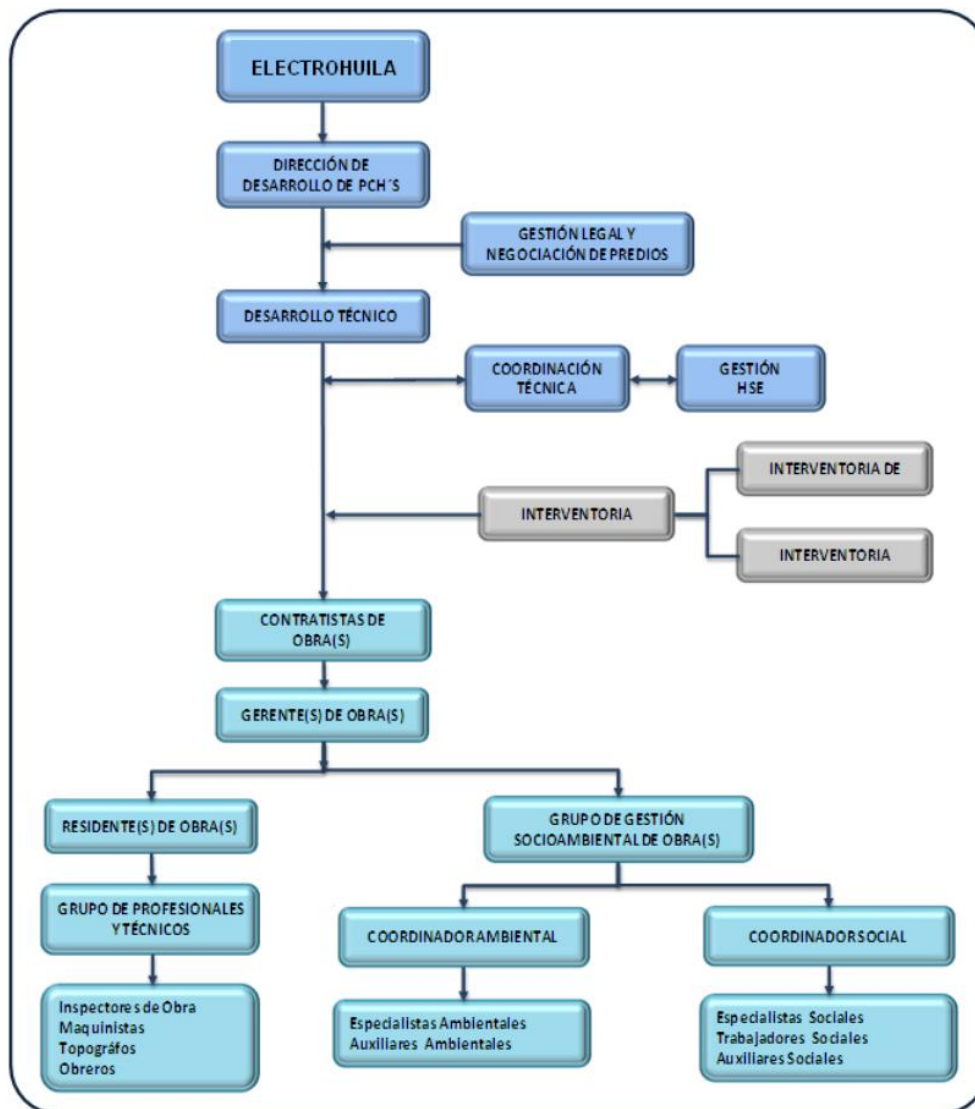 ELECTROHUILA
DIRECCIÓN DE
DESARROLLO DE PCH´S
GESTIÓN LEGAL Y
NEGOCIACIÓN DE PREDIOS
DESARROLLO TÉCNICO
COORDINACIÓN
TÉCNICA
GESTIÓN
HSE
INTERVENTORIA DE
INTERVENTORIA
INTERVENTORIA
CONTRATISTAS DE
OBRA(S)
GERENTE(S) DE OBRA(S)
RESIDENTE(S) DE OBRA(S)
GRUPO DE GESTIÓN
SOCIOAMBIENTAL DE OBRA(S)
GRUPO DE PROFESIONALES
Y TÉCNICOS
COORDINADOR AMBIENTAL
COORDINADOR SOCIAL
Inspectores de Obra
Maquinistas
Topográfos
Obreros
Especialistas Ambientales
Auxiliares Ambientales
Especialistas Sociales
Trabajadores Sociales
Auxiliares Sociales